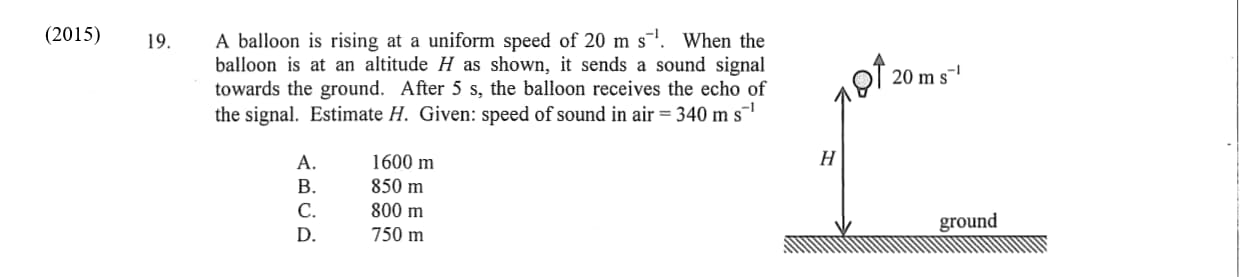 (2015)
19. A balloon is rising at a uniform speed of 20 m s⁻¹. When the
balloon is at an altitude H as shown, it sends a sound signal
towards the ground. After 5 s, the balloon receives the echo of
the signal. Estimate H. Given: speed of sound in air = 340 m s⁻¹
A. 1600 m
B. 850 m
C. 800 m
D. 750 m
20 m s⁻¹
H
ground